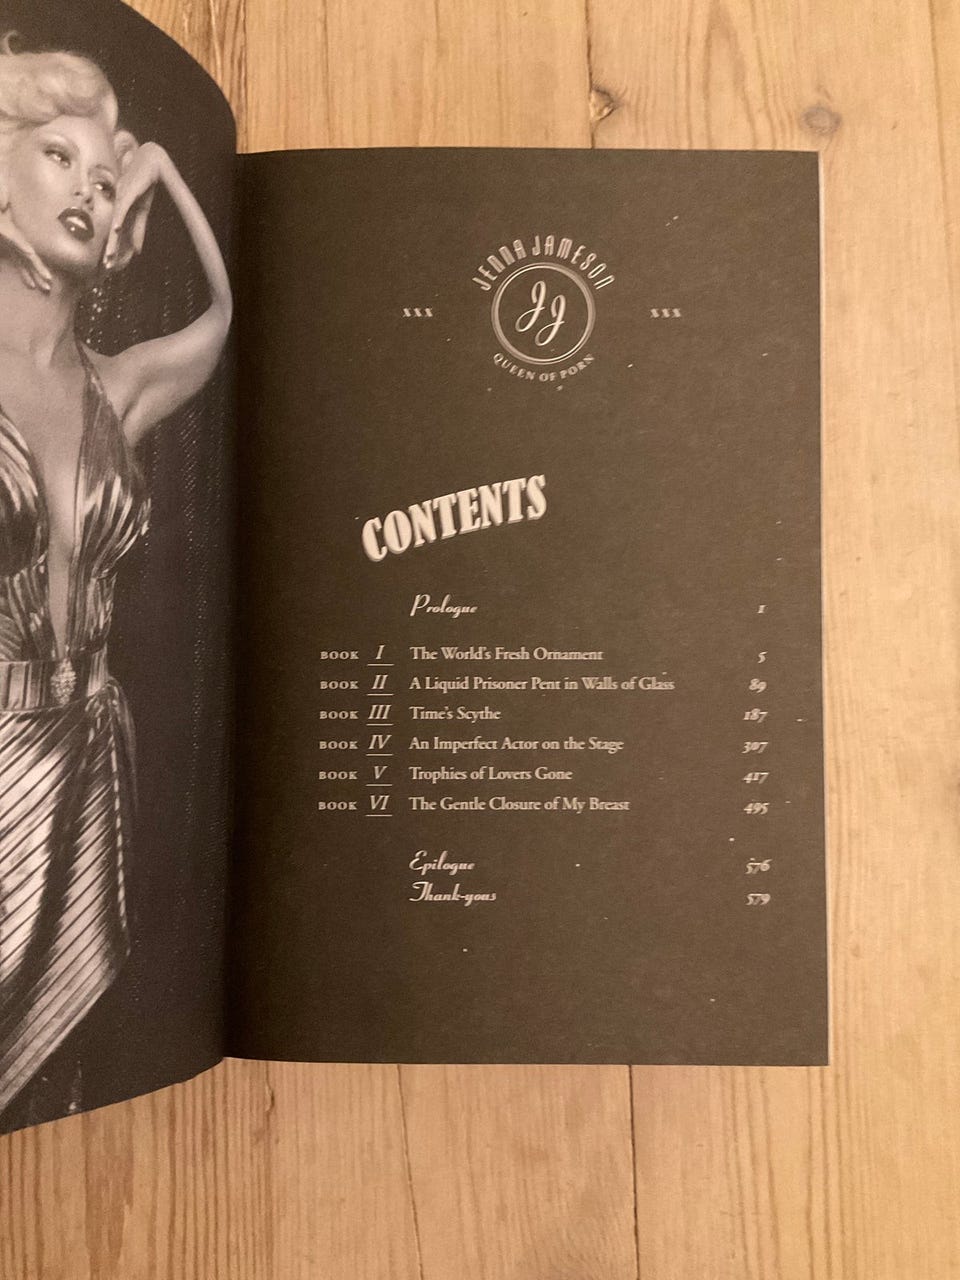 JENNA JAMESON
XXX JJ XXX
QUEEN OF PORN
CONTENTS
Prologue 1
BOOK I The World's Fresh Ornament 5
BOOK II A Liquid Prisoner Pent in Walls of Glass 89
BOOK III Time's Scythe 187
BOOK IV An Imperfect Actor on the Stage 307
BOOK V Trophies of Lovers Gone 417
BOOK VI The Gentle Closure of My Breast 495
Epilogue 576
Thank-yous 579